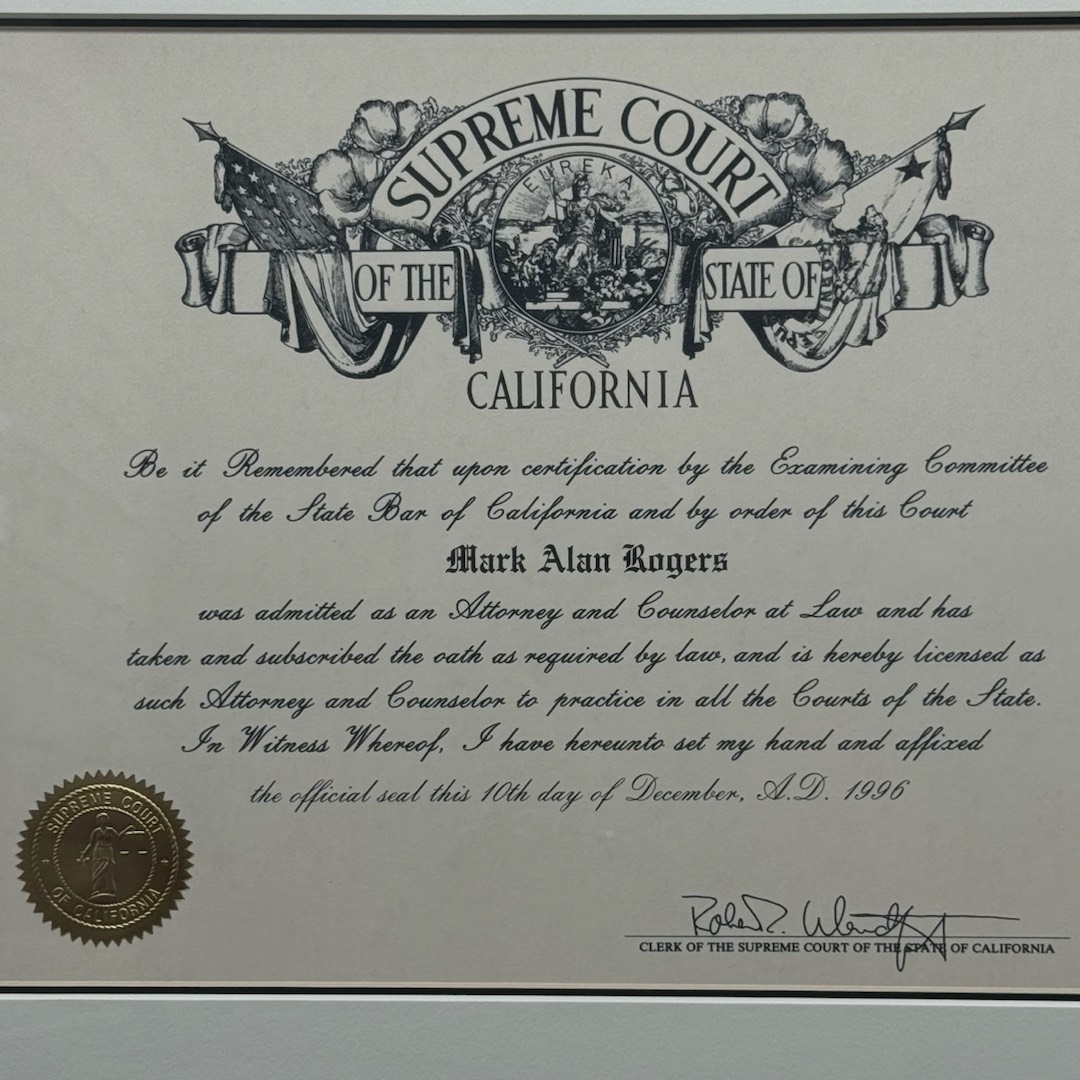 SUPREME COURT
EUREKA
OF THE
STATE OF
CALIFORNIA
Be it Remembered that upon certification by the Examining Committee
of the State Bar of California and by order of this Court
Mark Alan Rogers
was admitted as an Attorney and Counselor at Law and has
taken and subscribed the oath as required by law, and is hereby licensed as
such Attorney and Counselor to practice in all the Courts of the State.
In Witness Whereof, I have hereunto set my hand and affixed
the official seal this 10th day of December, A.D. 1996
SUPREME COURT
OF CALIFORNIA
CLERK OF THE SUPREME COURT OF THE STATE OF CALIFORNIA